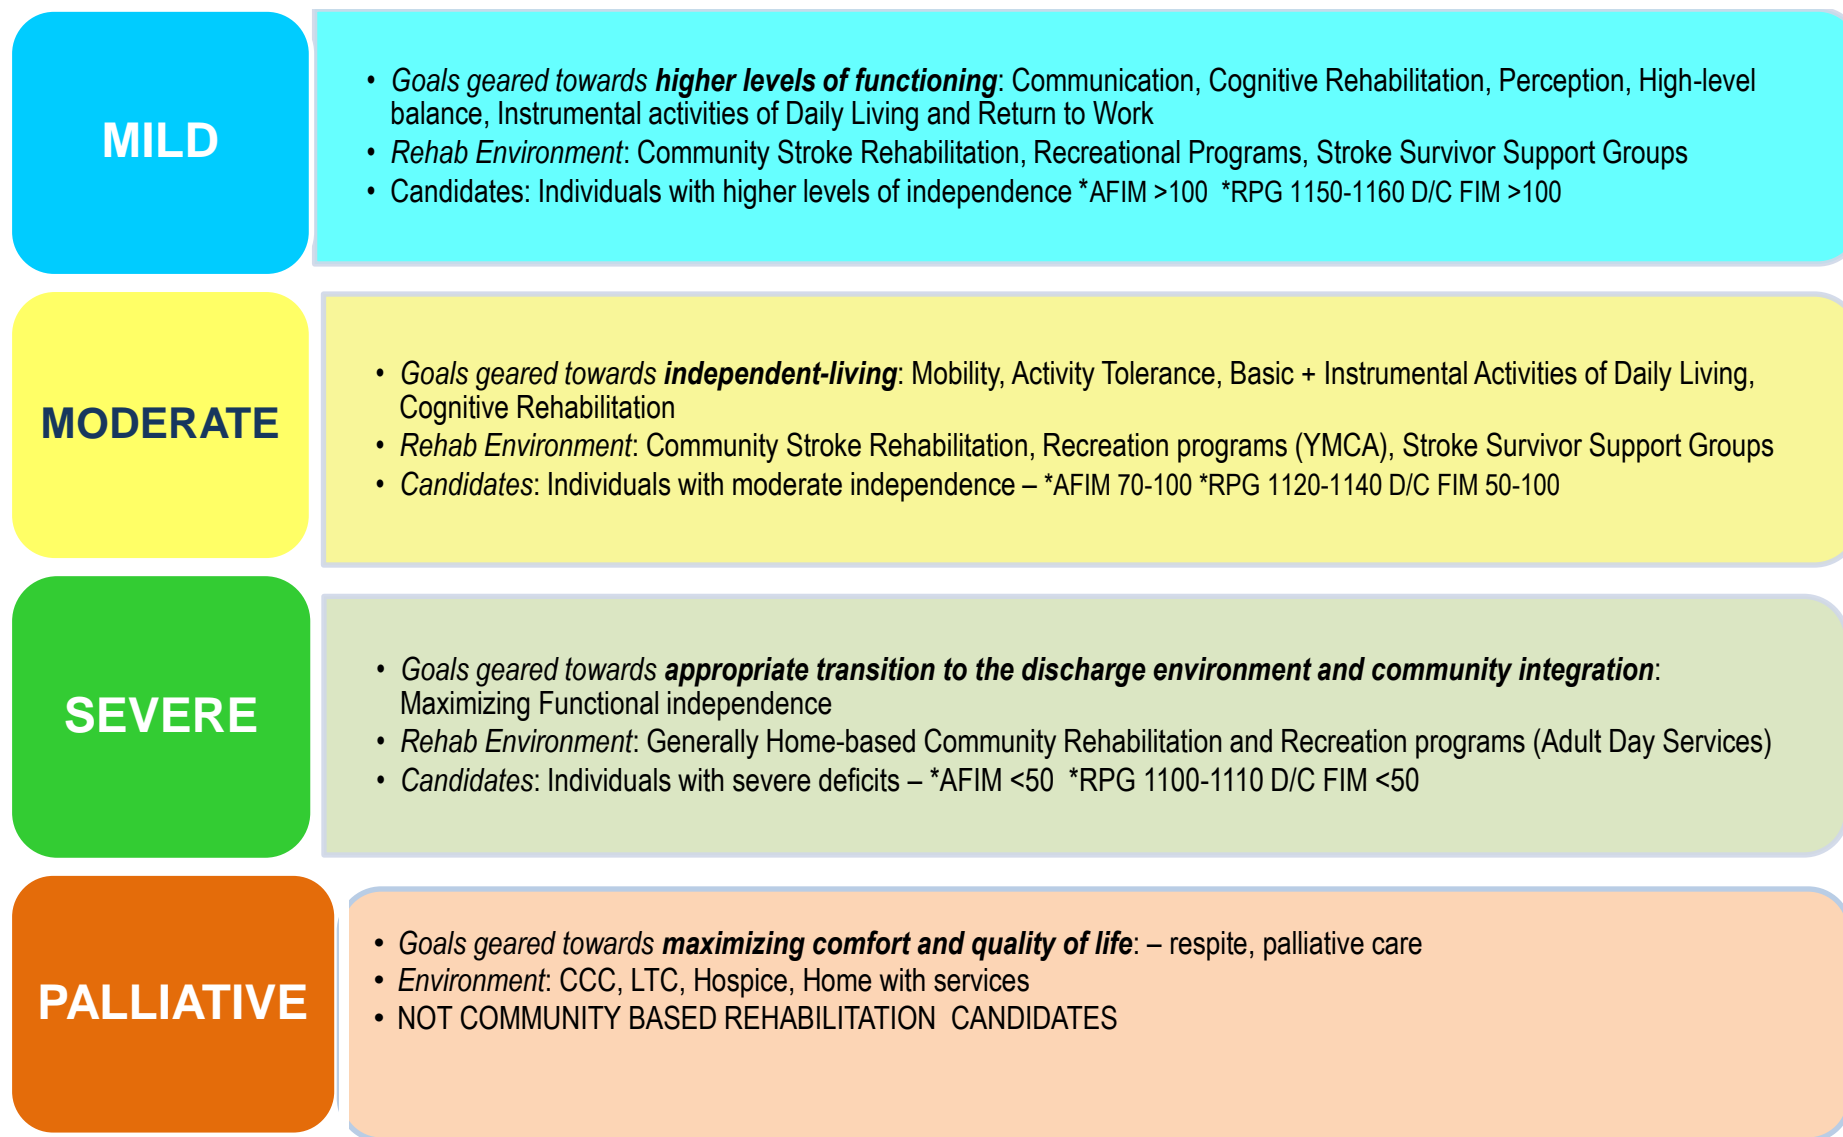 MILD
• Goals geared towards higher levels of functioning: Communication, Cognitive Rehabilitation, Perception, High-level
balance, Instrumental activities of Daily Living and Return to Work
• Rehab Environment: Community Stroke Rehabilitation, Recreational Programs, Stroke Survivor Support Groups
• Candidates: Individuals with higher levels of independence *AFIM >100 *RPG 1150-1160 D/C FIM >100
MODERATE
• Goals geared towards independent-living: Mobility, Activity Tolerance, Basic + Instrumental Activities of Daily Living,
Cognitive Rehabilitation
• Rehab Environment: Community Stroke Rehabilitation, Recreation programs (YMCA), Stroke Survivor Support Groups
• Candidates: Individuals with moderate independence – *AFIM 70-100 *RPG 1120-1140 D/C FIM 50-100
SEVERE
• Goals geared towards appropriate transition to the discharge environment and community integration:
Maximizing Functional independence
• Rehab Environment: Generally Home-based Community Rehabilitation and Recreation programs (Adult Day Services)
• Candidates: Individuals with severe deficits – *AFIM <50 *RPG 1100-1110 D/C FIM <50
PALLIATIVE
• Goals geared towards maximizing comfort and quality of life: – respite, palliative care
• Environment: CCC, LTC, Hospice, Home with services
• NOT COMMUNITY BASED REHABILITATION CANDIDATES